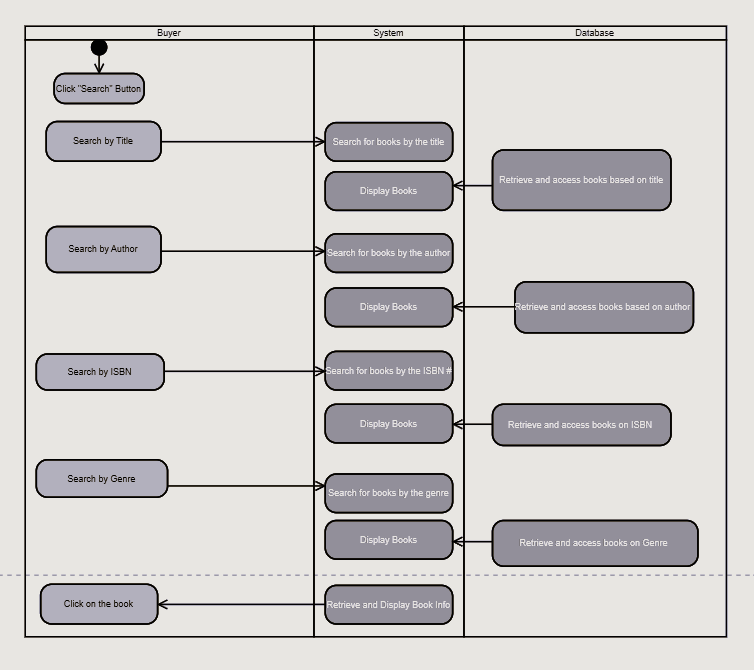 Buyer
System
Database
Click "Search" Button
Search by Title
Search for books by the title
Retrieve and access books based on title
Display Books
Search by Author
Search for books by the author
Display Books
Retrieve and access books based on author
Search by ISBN
Search for books by the ISBN #
Display Books
Retrieve and access books on ISBN
Search by Genre
Search for books by the genre
Display Books
Retrieve and access books on Genre
Click on the book
Retrieve and Display Book Info